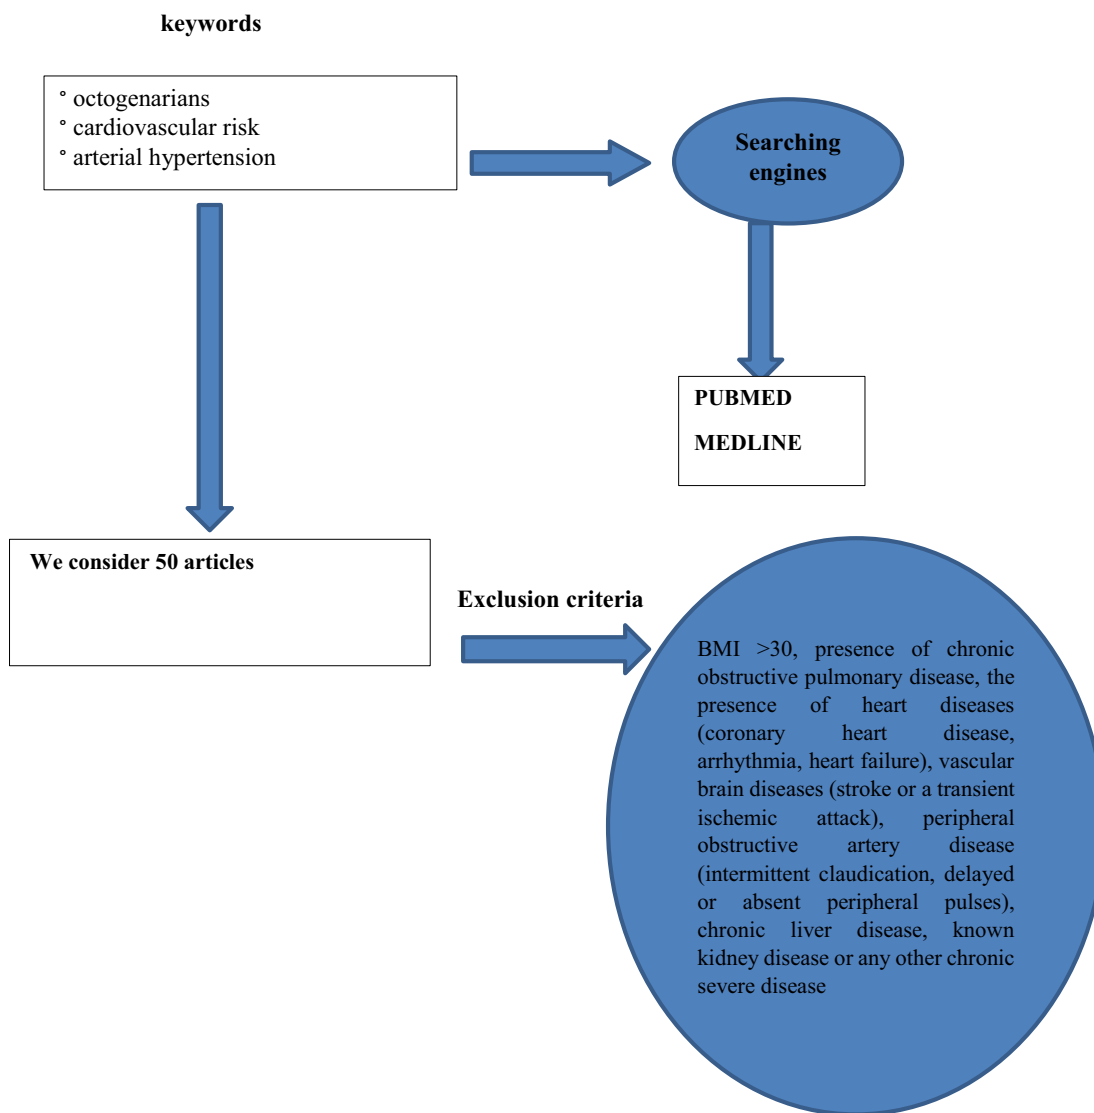 keywords
° octogenarians
° cardiovascular risk
° arterial hypertension
Searching
engines
PUBMED
MEDLINE
We consider 50 articles
Exclusion criteria
BMI >30, presence of chronic
obstructive pulmonary disease, the
presence of heart diseases
(coronary heart disease,
arrhythmia, heart failure), vascular
brain diseases (stroke or a transient
ischemic attack), peripheral
obstructive artery disease
(intermittent claudication, delayed
or absent peripheral pulses),
chronic liver disease, known
kidney disease or any other chronic
severe disease